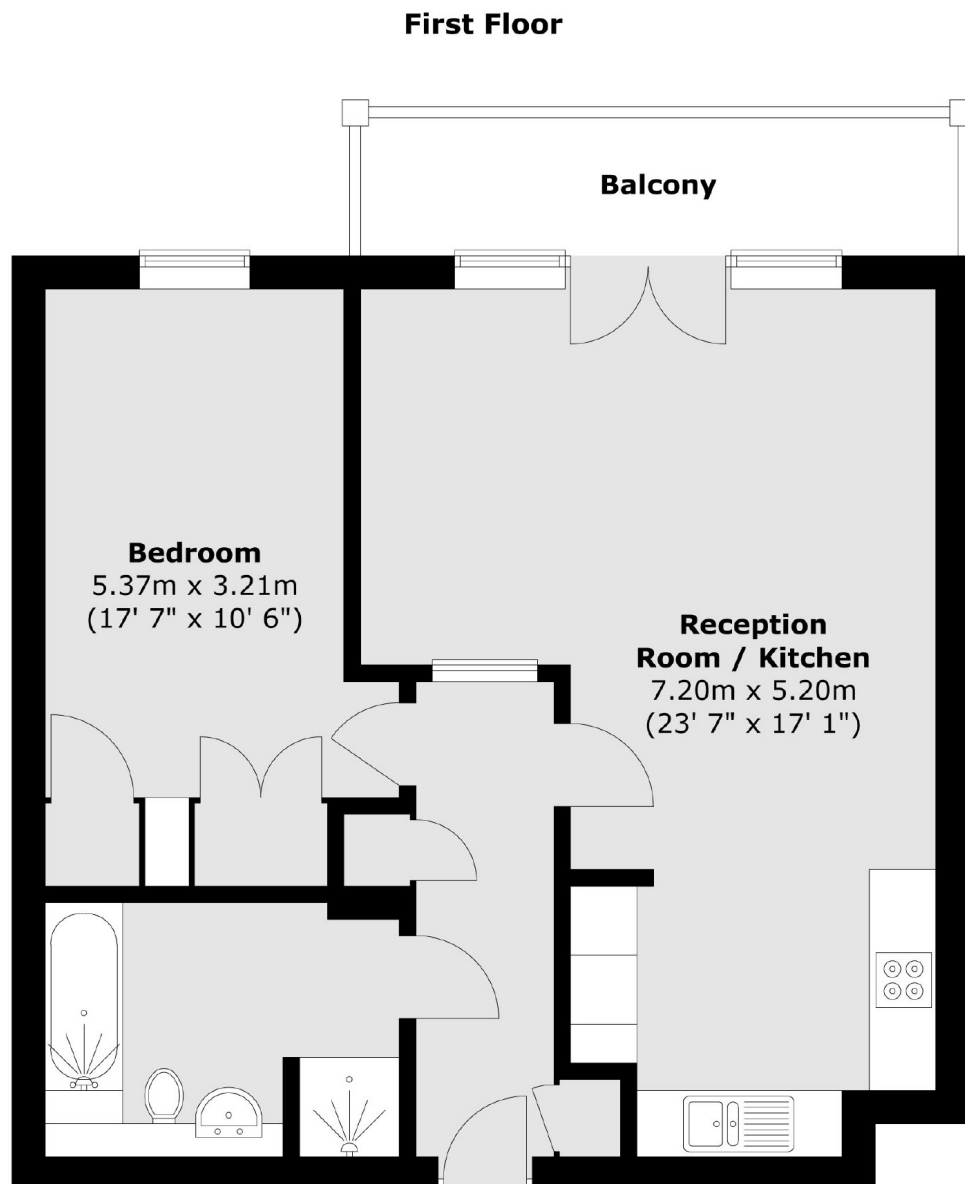 First Floor
Balcony
Bedroom
5.37m x 3.21m
(17' 7" x 10' 6")
Reception
Room / Kitchen
7.20m x 5.20m
(23' 7" x 17' 1")